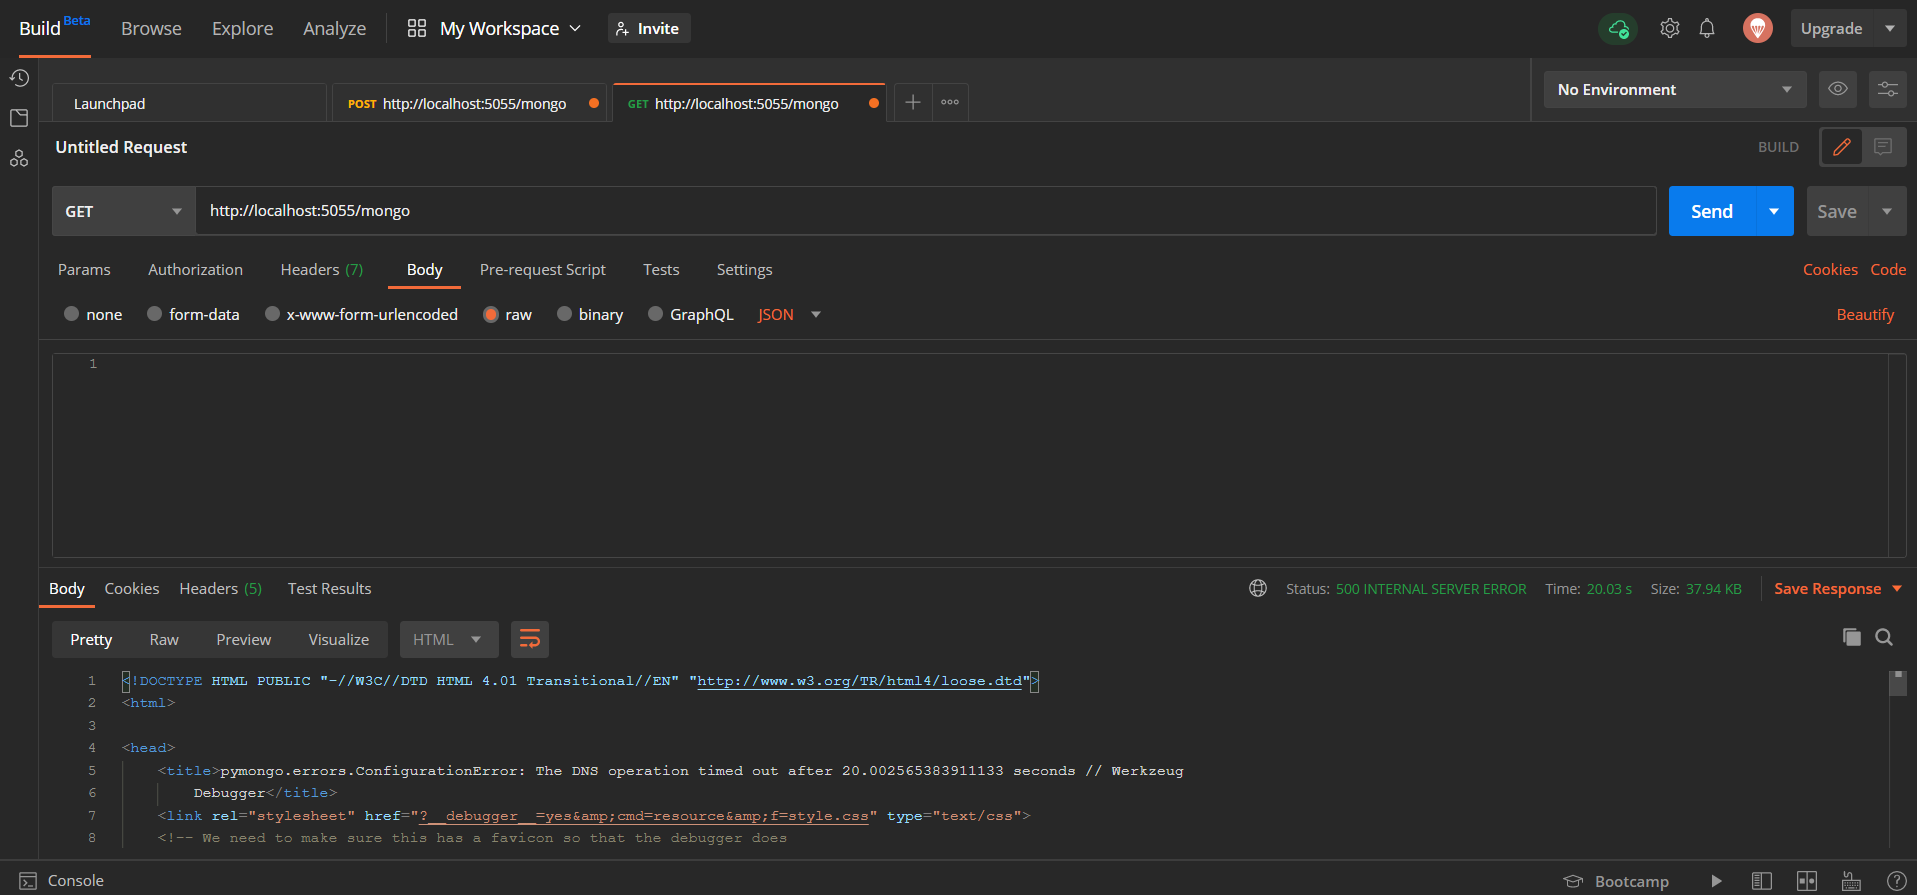 Build Beta Browse Explore Analyze My Workspace Invite Upgrade
Launchpad POST http://localhost:5055/mongo GET http://localhost:5055/mongo No Environment
Untitled Request BUILD
GET http://localhost:5055/mongo Send Save
Params Authorization Headers (7) Body Pre-request Script Tests Settings Cookies Code
none form-data x-www-form-urlencoded raw binary GraphQL JSON Beautify
1
Body Cookies Headers (5) Test Results Status: 500 INTERNAL SERVER ERROR Time: 20.03 s Size: 37.94 KB Save Response
Pretty Raw Preview Visualize HTML
1 <!DOCTYPE HTML PUBLIC "-//W3C//DTD HTML 4.01 Transitional//EN" "http://www.w3.org/TR/html4/loose.dtd">
2 <html>
3
4 <head>
5 <title>pymongo.errors.ConfigurationError: The DNS operation timed out after 20.002565383911133 seconds // Werkzeug
6 Debugger</title>
7 <link rel="stylesheet" href="?__debugger__=yes&amp;cmd=resource&amp;f=style.css" type="text/css">
8 <!-- We need to make sure this has a favicon so that the debugger does
Console Bootcamp